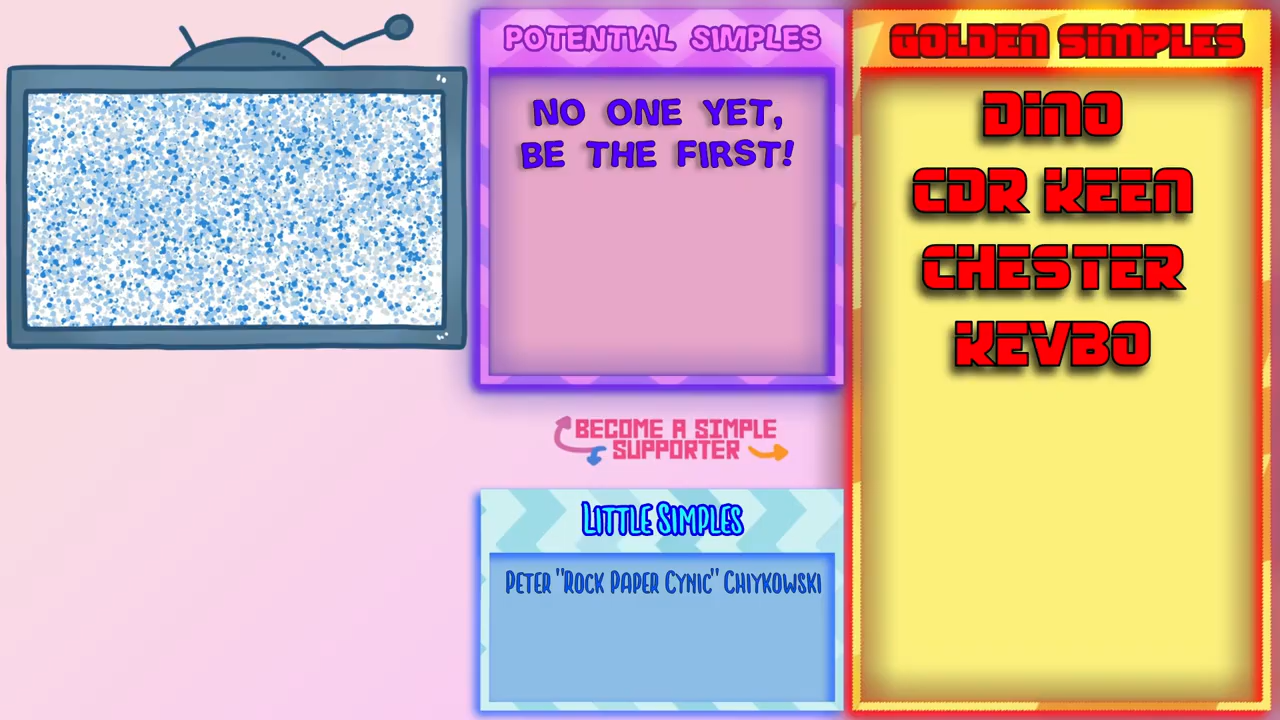 POTENTIAL SIMPLES
NO ONE YET,
BE THE FIRST!
BECOME A SIMPLE
SUPPORTER
LITTLE SIMPLES
PETER "ROCK PAPER CYNIC" CHIYKOWSKI
GOLDEN SIMPLES
DINO
CDR KEEN
CHESTER
KEVBO